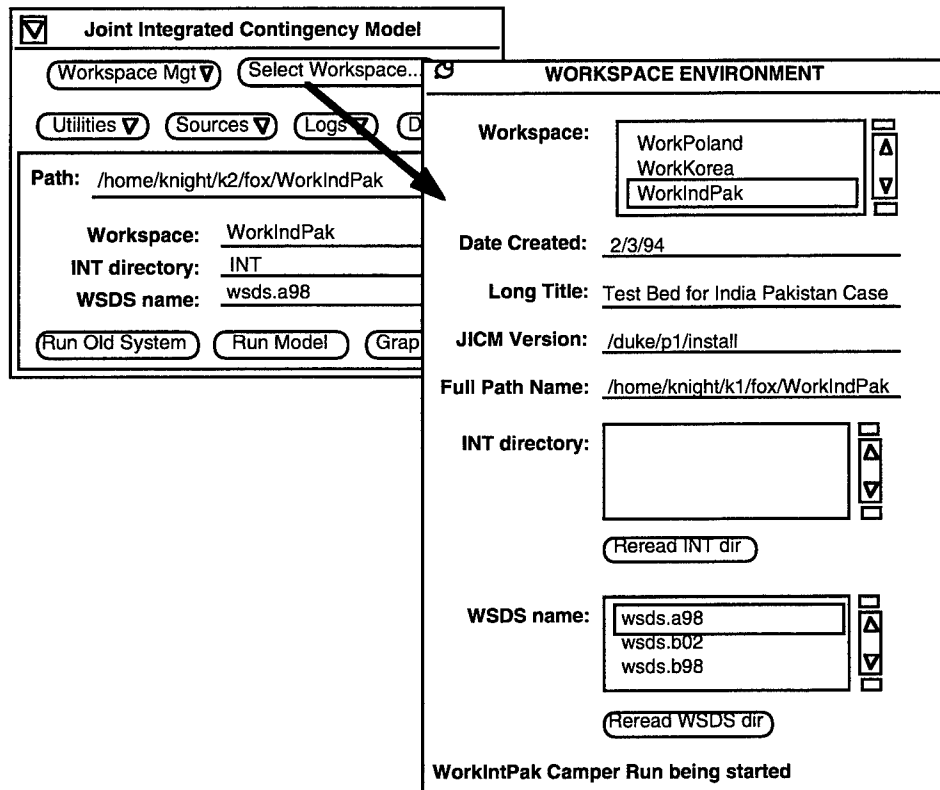 Joint Integrated Contingency Model
Workspace Mgt
Select Workspace...
Utilities
Sources
Logs
D
Path: /home/knight/k2/fox/WorkIndPak
Workspace: WorkIndPak
INT directory: INT
WSDS name: wsds.a98
Run Old System
Run Model
Grap
WORKSPACE ENVIRONMENT
Workspace:
WorkPoland
WorkKorea
WorkIndPak
Date Created: 2/3/94
Long Title: Test Bed for India Pakistan Case
JICM Version: /duke/p1/install
Full Path Name: /home/knight/k1/fox/WorkIndPak
INT directory:
Reread INT dir
WSDS name:
wsds.a98
wsds.b02
wsds.b98
Reread WSDS dir
WorkIntPak Camper Run being started